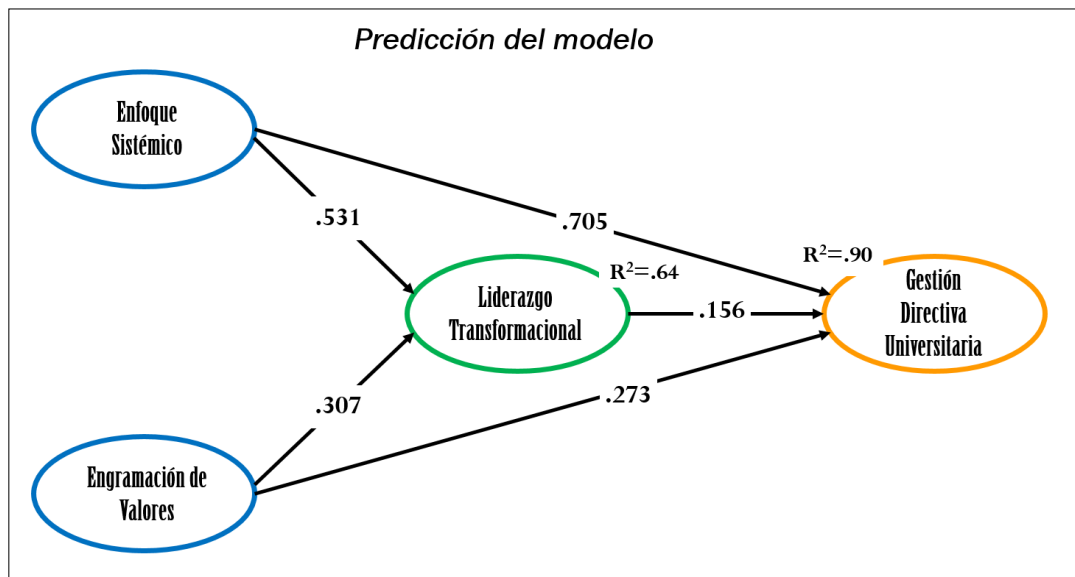 Predicción del modelo
Enfoque
Sistémico
.531
.705
R²=.64
R²=.90
Liderazgo
Transformacional
.156
Gestión
Directiva
Universitaria
.307
.273
Engramación de
Valores